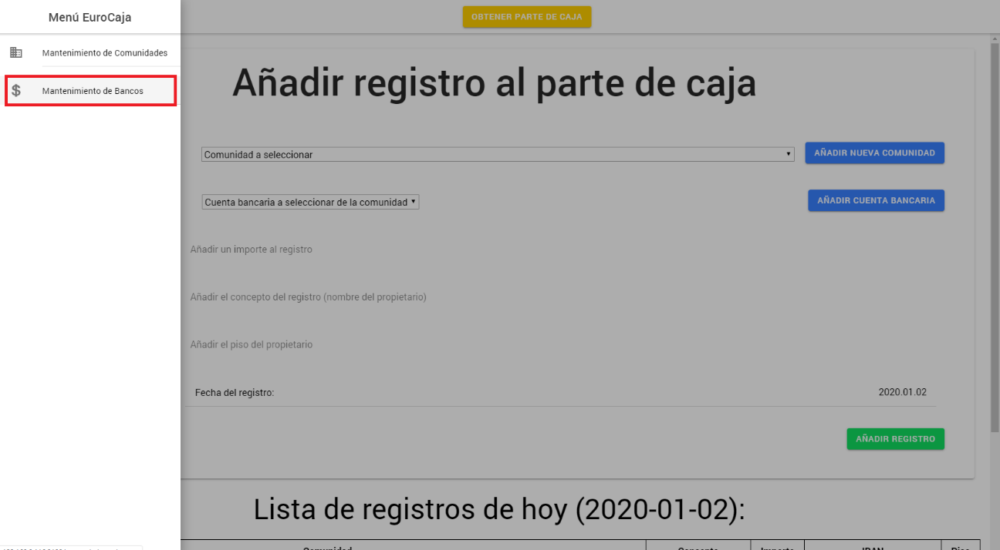 Menú EuroCaja
OBTENER PARTE DE CAJA
Mantenimiento de Comunidades
Mantenimiento de Bancos
Añadir registro al parte de caja
Comunidad a seleccionar
AÑADIR NUEVA COMUNIDAD
Cuenta bancaria a seleccionar de la comunidad
AÑADIR CUENTA BANCARIA
Añadir un importe al registro
Añadir el concepto del registro (nombre del propietario)
Añadir el piso del propietario
Fecha del registro: 2020.01.02
AÑADIR REGISTRO
Lista de registros de hoy (2020-01-02):
Comunidad Concepto Importe IBAN Piso